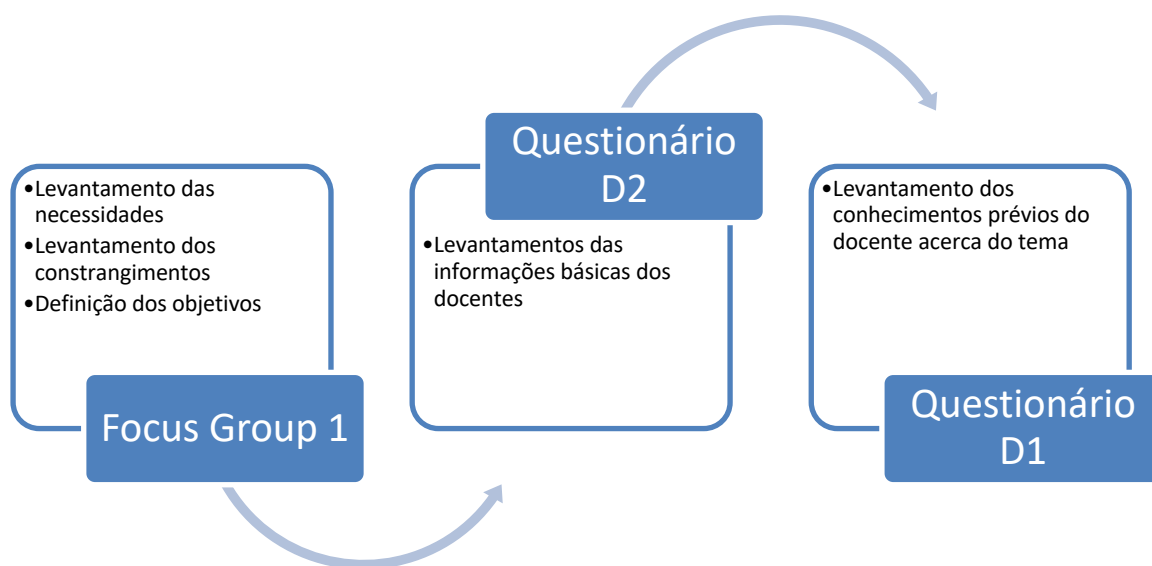 •Levantamento das
necessidades
•Levantamento dos
constrangimentos
•Definição dos objetivos
Focus Group 1
Questionário
D2
•Levantamentos das
informações básicas dos
docentes
•Levantamento dos
conhecimentos prévios do
docente acerca do tema
Questionário
D1